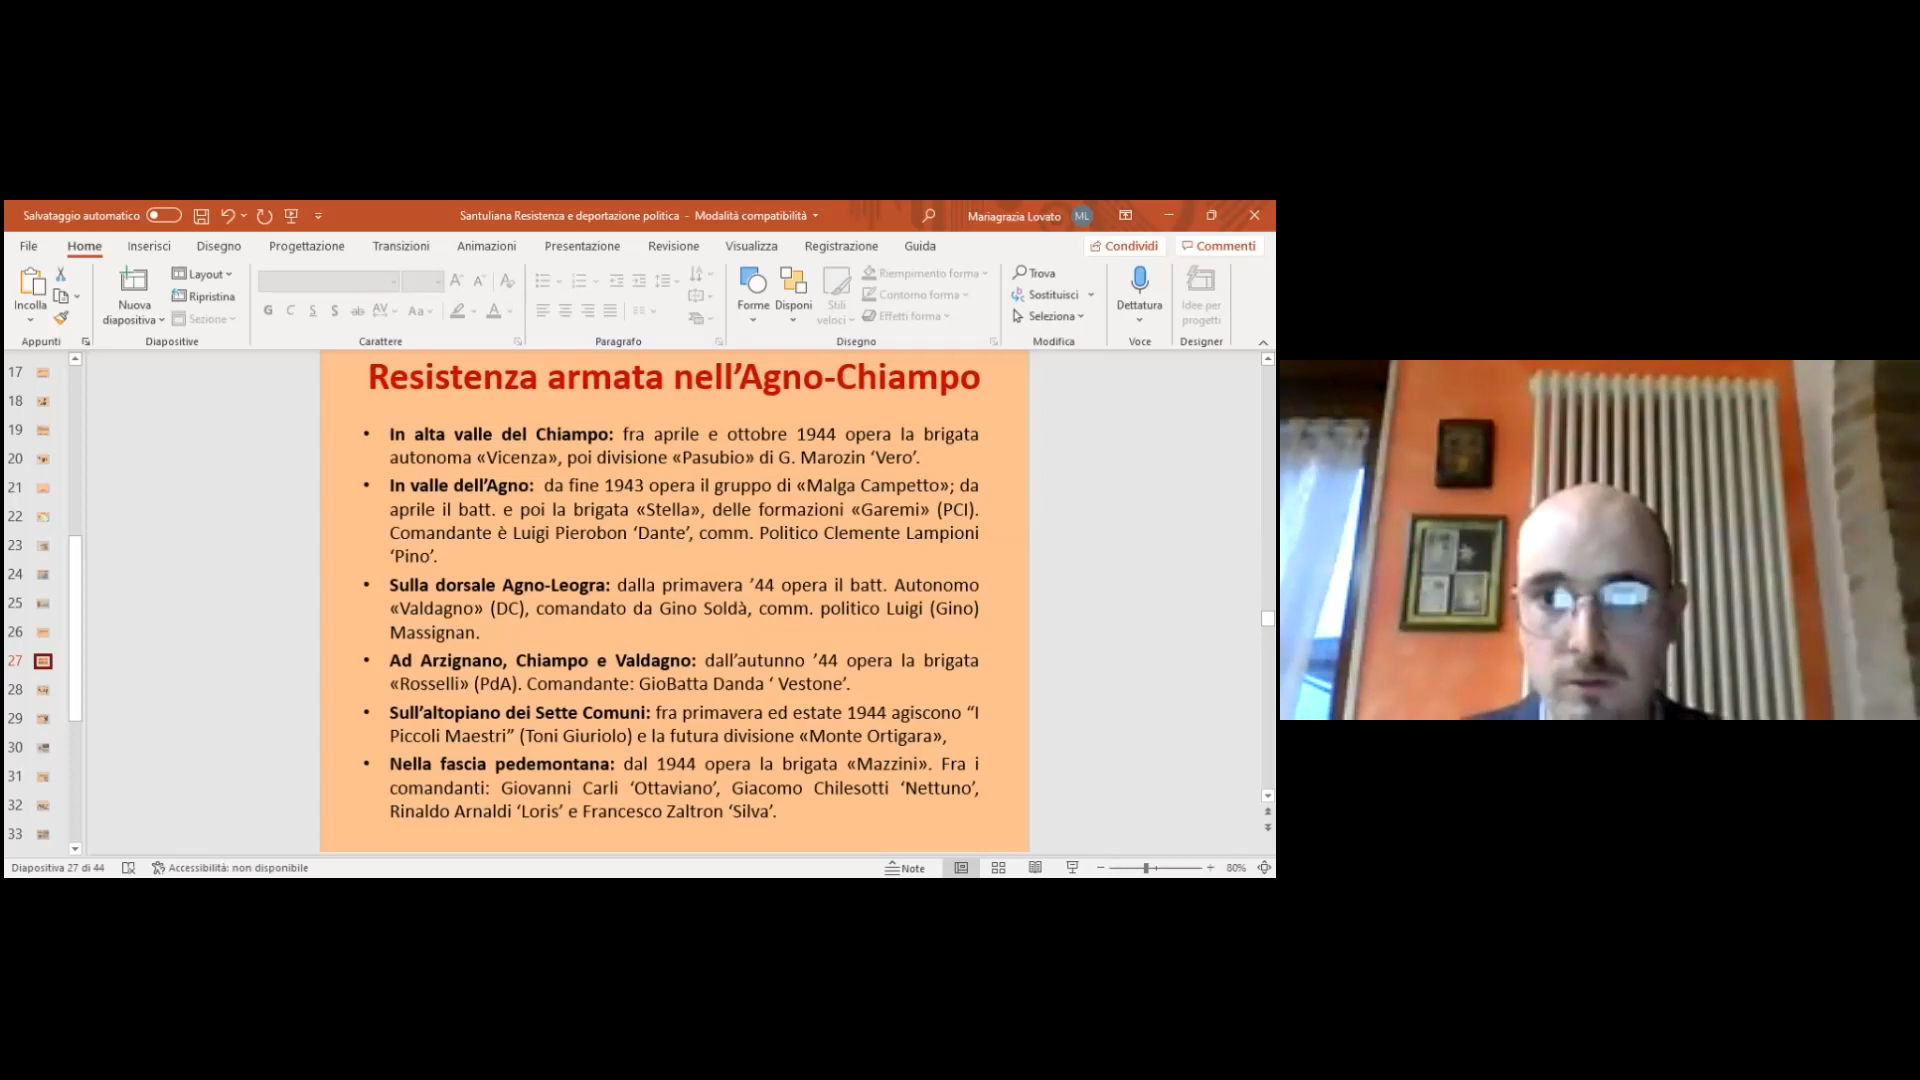 Salvataggio automatico
Santuliana Resistenza e deportazione politica - Modalità compatibilità
Mariagrazia Lovato ML
File Home Inserisci Disegno Progettazione Transizioni Animazioni Presentazione Revisione Visualizza Registrazione Guida Condividi Commenti
Incolla
Nuova
diapositiva
Layout
Ripristina
Sezione
G C S S ab AV Aa A
Forme
Disponi
Stili
veloci
Riempimento forma
Contorno forma
Effetti forma
Trova
Sostituisci
Seleziona
Dettatura
Idee per
progetti
Appunti Diapositive Carattere Paragrafo Disegno Modifica Voce Designer
17
18
19
20
21
22
23
24
25
26
27
28
29
30
31
32
33
Resistenza armata nell’Agno-Chiampo
• In alta valle del Chiampo: fra aprile e ottobre 1944 opera la brigata
autonoma «Vicenza», poi divisione «Pasubio» di G. Marozin ‘Vero’.
• In valle dell’Agno: da fine 1943 opera il gruppo di «Malga Campetto»; da
aprile il batt. e poi la brigata «Stella», delle formazioni «Garemi» (PCI).
Comandante è Luigi Pierobon ‘Dante’, comm. Politico Clemente Lampioni
‘Pino’.
• Sulla dorsale Agno-Leogra: dalla primavera ’44 opera il batt. Autonomo
«Valdagno» (DC), comandato da Gino Soldà, comm. politico Luigi (Gino)
Massignan.
• Ad Arzignano, Chiampo e Valdagno: dall’autunno ’44 opera la brigata
«Rosselli» (PdA). Comandante: GioBatta Danda ‘ Vestone’.
• Sull’altopiano dei Sette Comuni: fra primavera ed estate 1944 agiscono “I
Piccoli Maestri” (Toni Giuriolo) e la futura divisione «Monte Ortigara»,
• Nella fascia pedemontana: dal 1944 opera la brigata «Mazzini». Fra i
comandanti: Giovanni Carli ‘Ottaviano’, Giacomo Chilesotti ‘Nettuno’,
Rinaldo Arnaldi ‘Loris’ e Francesco Zaltron ‘Silva’.
Diapositiva 27 di 44
Accessibilità: non disponibile
Note
80%